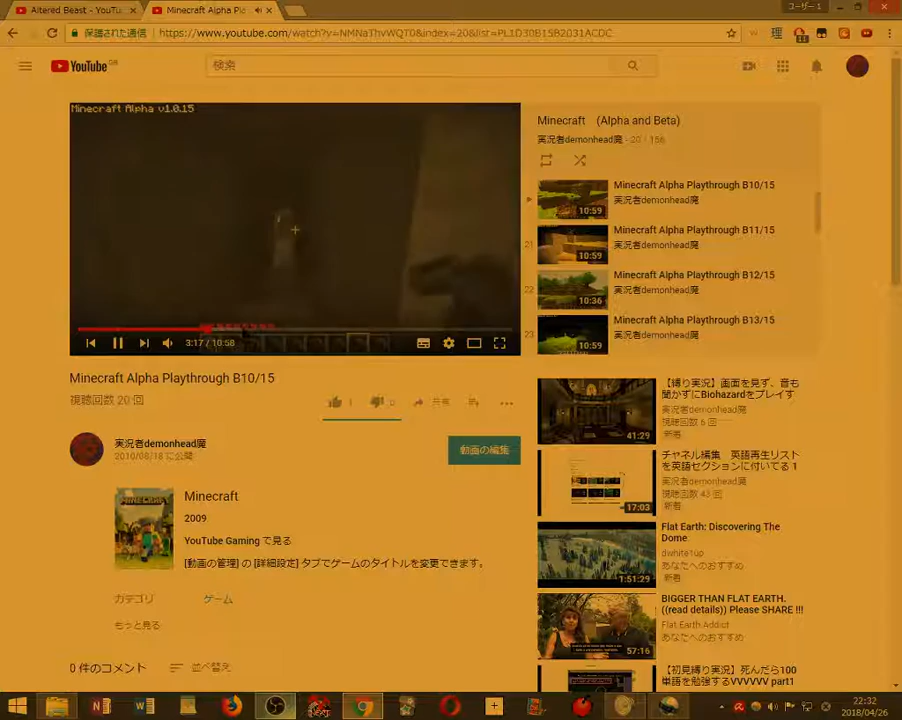 Altered Beast - YouTu
Minecraft Alpha Pla
ユーザー 1
保護された通信
https://www.youtube.com/watch?v=NMNaThvWQT0&index=20&list=PL1D30B15B2031ACDC
YouTube GB
検索
Minecraft Alpha v1.0.15
3:17 / 10:58
Minecraft (Alpha and Beta)
実況者demonhead魔 - 20 / 156
Minecraft Alpha Playthrough B10/15
実況者demonhead魔
10:59
21
Minecraft Alpha Playthrough B11/15
実況者demonhead魔
10:59
22
Minecraft Alpha Playthrough B12/15
実況者demonhead魔
10:36
23
Minecraft Alpha Playthrough B13/15
実況者demonhead魔
10:59
Minecraft Alpha Playthrough B10/15
視聴回数 20 回
1
0
共有
実況者demonhead魔
2010/08/18 に公開
動画の編集
MINECRAFT
Minecraft
2009
YouTube Gaming で見る
[動画の管理] の [詳細設定] タブでゲームのタイトルを変更できます。
カテゴリ
ゲーム
もっと見る
0 件のコメント
並べ替え
【縛り実況】画面を見ず、音も
聞かずにBiohazardをプレイす
実況者demonhead魔
視聴回数 6 回
新着
41:29
チャネル編集 英語再生リスト
を英語セクションに付いてる 1
実況者demonhead魔
視聴回数 43 回
新着
17:03
Flat Earth: Discovering The
Dome
dwhite1up
あなたへのおすすめ
新着
1:51:29
BIGGER THAN FLAT EARTH.
((read details)) Please SHARE !!!
Flat Earth Addict
あなたへのおすすめ
57:16
【初見縛り実況】死んだら100
単語を勉強するVVVVVV part1
22:32
2018/04/26